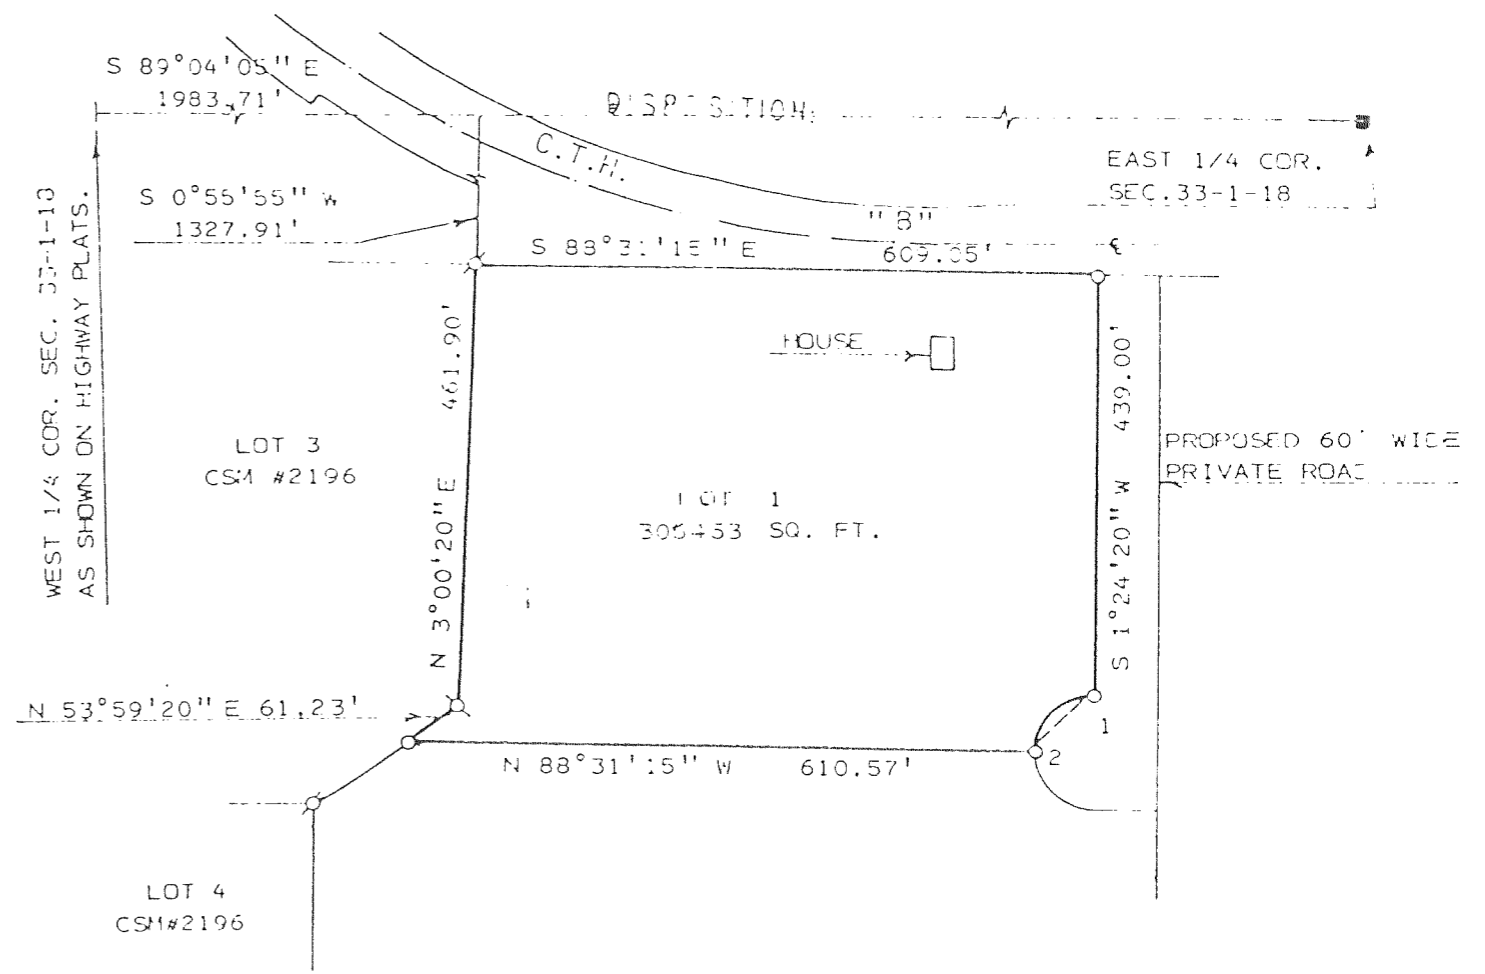 S 89°04'05" E
1983.71'
C.T.H.
"B"
EAST 1/4 COR.
SEC.33-1-18
S 0°55'55" W
1327.91'
WEST 1/4 COR. SEC. 33-1-18
AS SHOWN ON HIGHWAY PLATS.
S 88°31'15" E 609.05'
HOUSE
461.90'
N 3°00'20" E
439.00'
S 1°24'20" W
LOT 3
CSM #2196
LOT 1
SQ. FT.
PROPOSED 60' WIDE
PRIVATE ROAD
N 53°59'20" E 61.23'
1
2
N 88°31'15" W 610.57'
LOT 4
CSM#2196